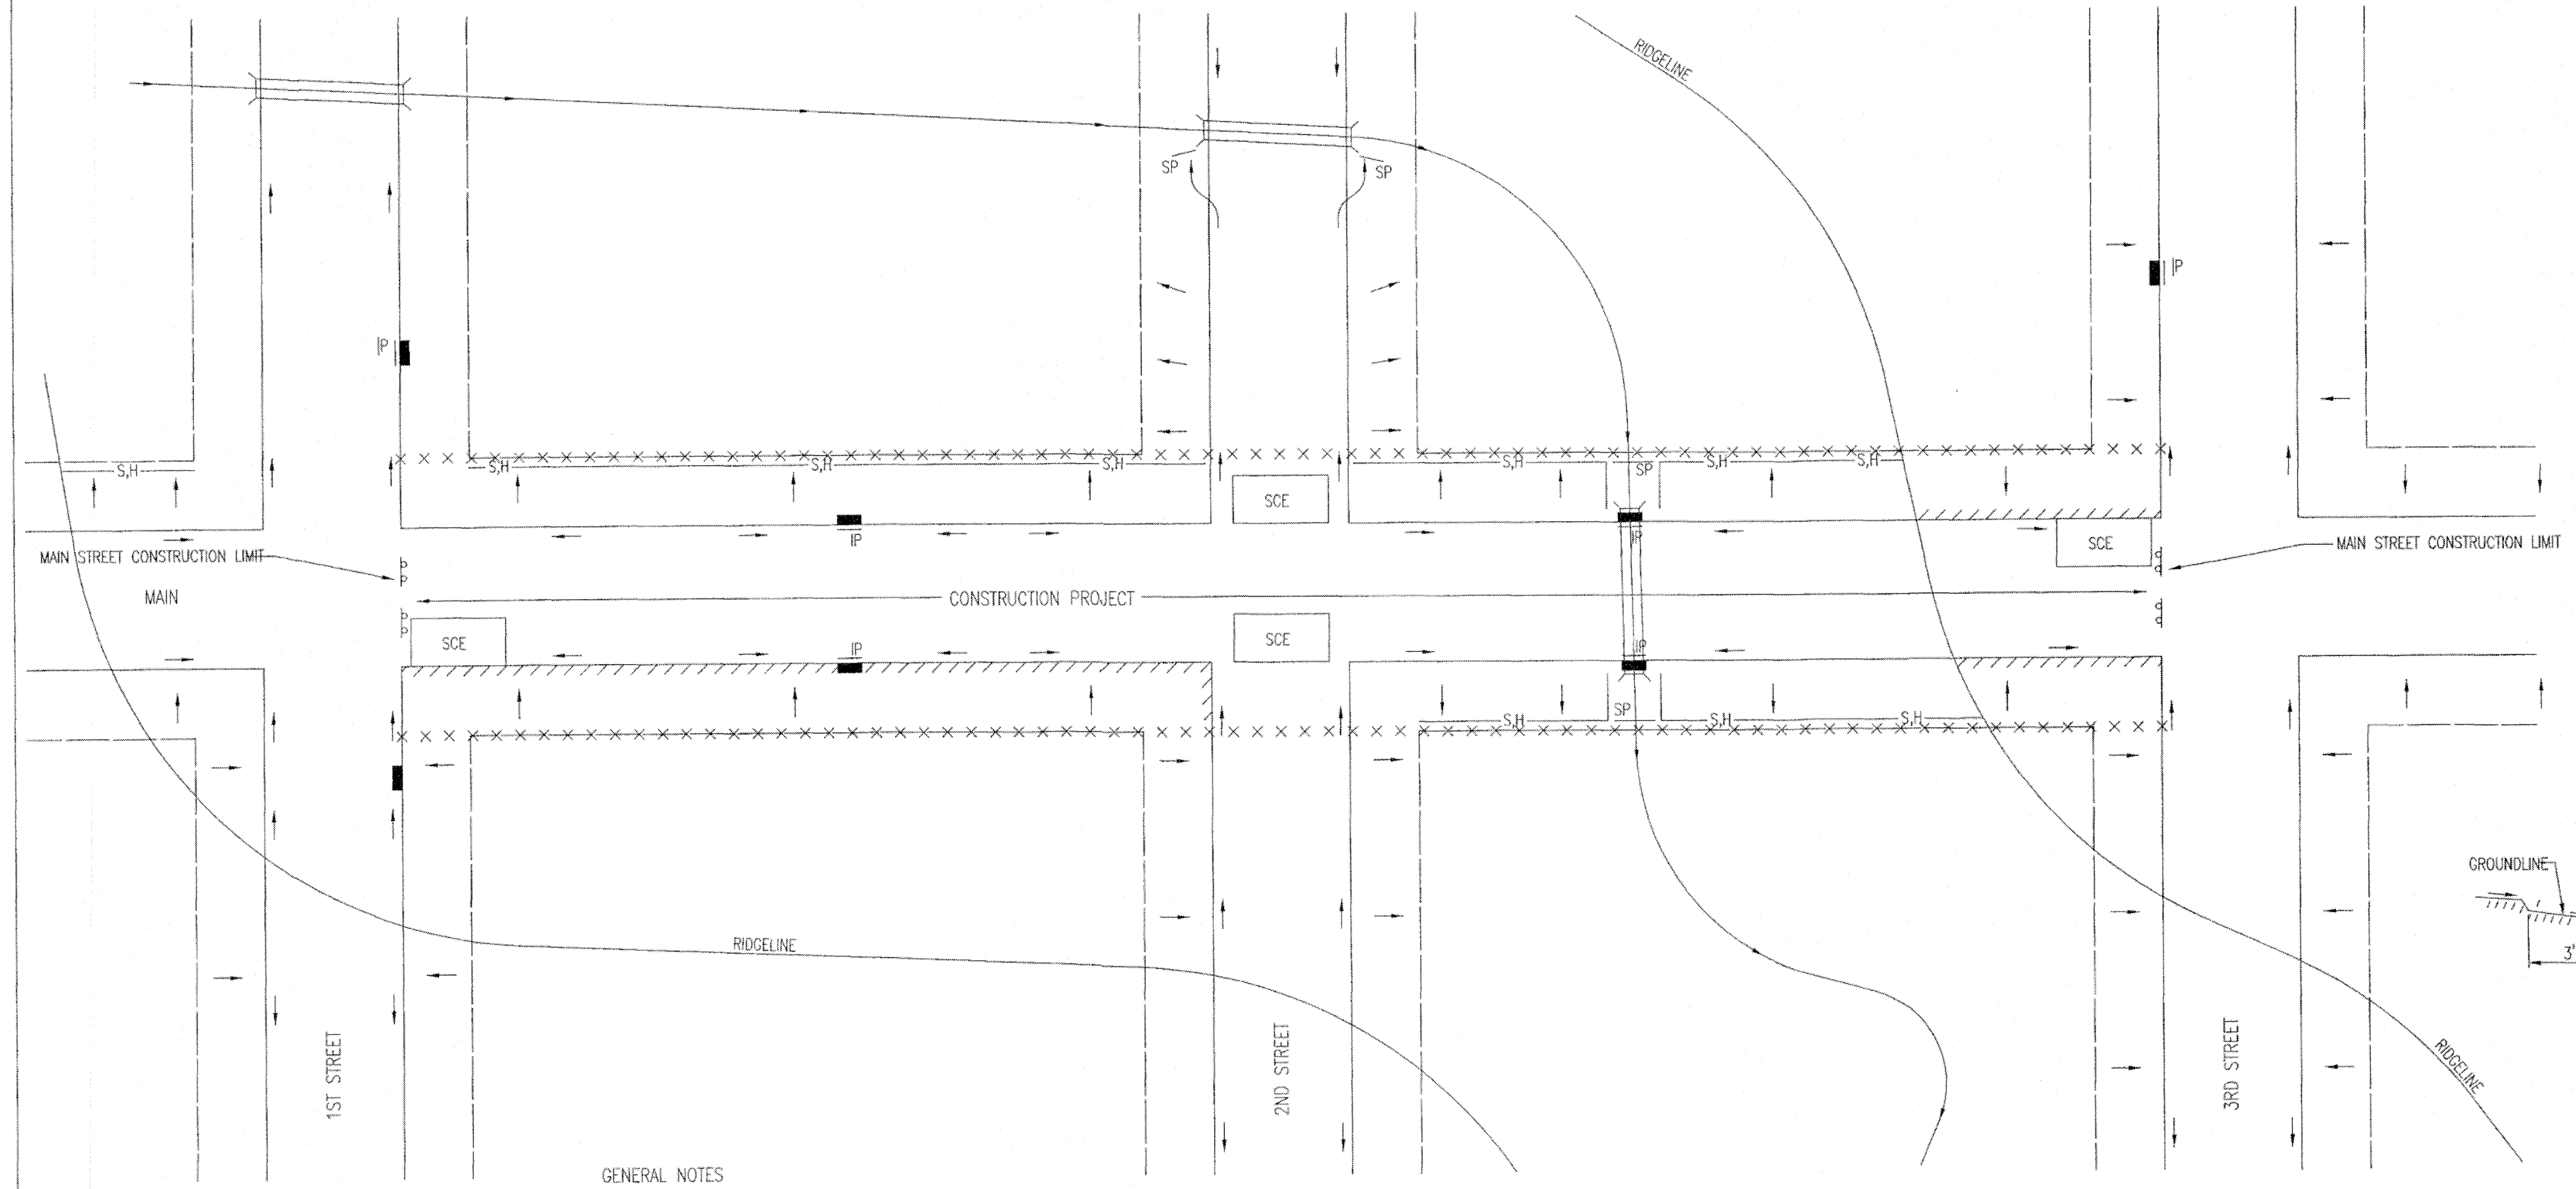 RIDGELINE
SP
SP
IP
IP
S,H
S,H
S,H
S,H
S,H
SP
S,H
S,H
SCE
IP
IP
SCE
MAIN STREET CONSTRUCTION LIMIT
MAIN STREET CONSTRUCTION LIMIT
MAIN
CONSTRUCTION PROJECT
SCE
SCE
IP
IP
SP
S,H
S,H
S,H
GROUNDLINE
RIDGELINE
3'
1ST STREET
2ND STREET
3RD STREET
RIDGELINE
GENERAL NOTES